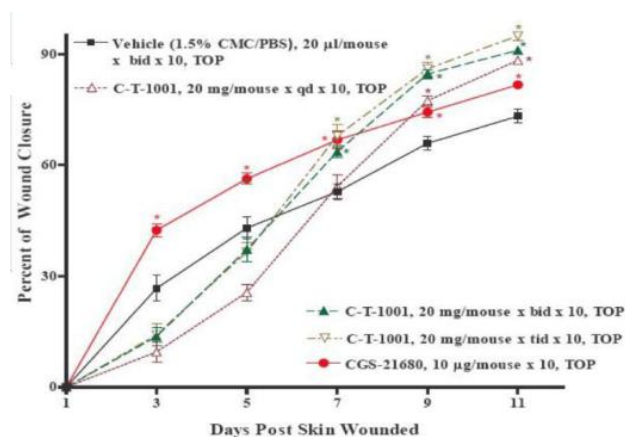 90
60
30
0
Percent of Wound Closure
Vehicle (1.5% CMC/PBS), 20 µl/mouse
x bid x 10, TOP
C-T-1001, 20 mg/mouse x qd x 10, TOP
C-T-1001, 20 mg/mouse x bid x 10, TOP
C-T-1001, 20 mg/mouse x tid x 10, TOP
CGS-21680, 10 µg/mouse x 10, TOP
* * * * * * * * * * * * *
1 3 5 7 9 11
Days Post Skin Wounded